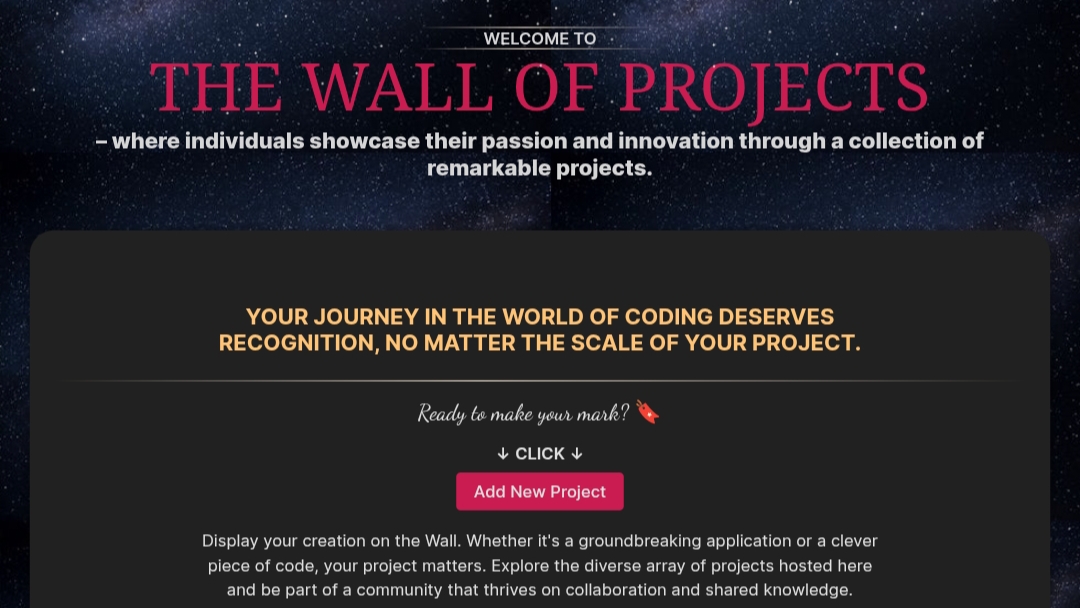 WELCOME TO
THE WALL OF PROJECTS
– where individuals showcase their passion and innovation through a collection of
remarkable projects.
YOUR JOURNEY IN THE WORLD OF CODING DESERVES
RECOGNITION, NO MATTER THE SCALE OF YOUR PROJECT.
Ready to make your mark? 🔖
↓ CLICK ↓
Add New Project
Display your creation on the Wall. Whether it's a groundbreaking application or a clever
piece of code, your project matters. Explore the diverse array of projects hosted here
and be part of a community that thrives on collaboration and shared knowledge.